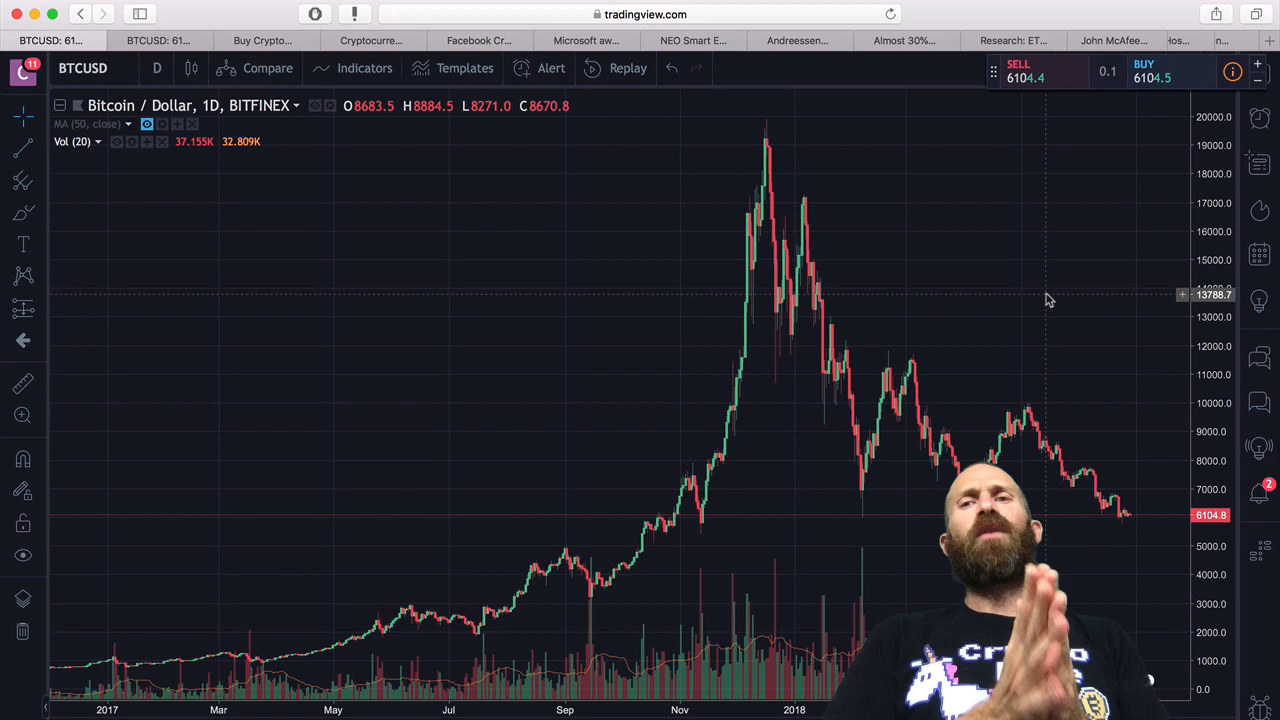 tradingview.com
BTCUSD: 61...
BTCUSD: 61...
Buy Crypto...
Cryptocurre...
Facebook Cr...
Microsoft aw...
NEO Smart E...
Andreessen...
Almost 30%...
Research: ET...
John McAfee...
Hos...
n...
C 11
BTCUSD
D
Compare
Indicators
Templates
Alert
Replay
SELL
6104.4
0.1
BUY
6104.5
Bitcoin / Dollar, 1D, BITFINEX
O8683.5 H8884.5 L8271.0 C8670.8
MA (50, close)
Vol (20)
37.155K 32.809K
20000.0
19000.0
18000.0
17000.0
16000.0
15000.0
13788.7
13000.0
12000.0
11000.0
10000.0
9000.0
8000.0
7000.0
6104.8
5000.0
4000.0
3000.0
2000.0
1000.0
0.0
2
2017
Mar
May
Jul
Sep
Nov
2018